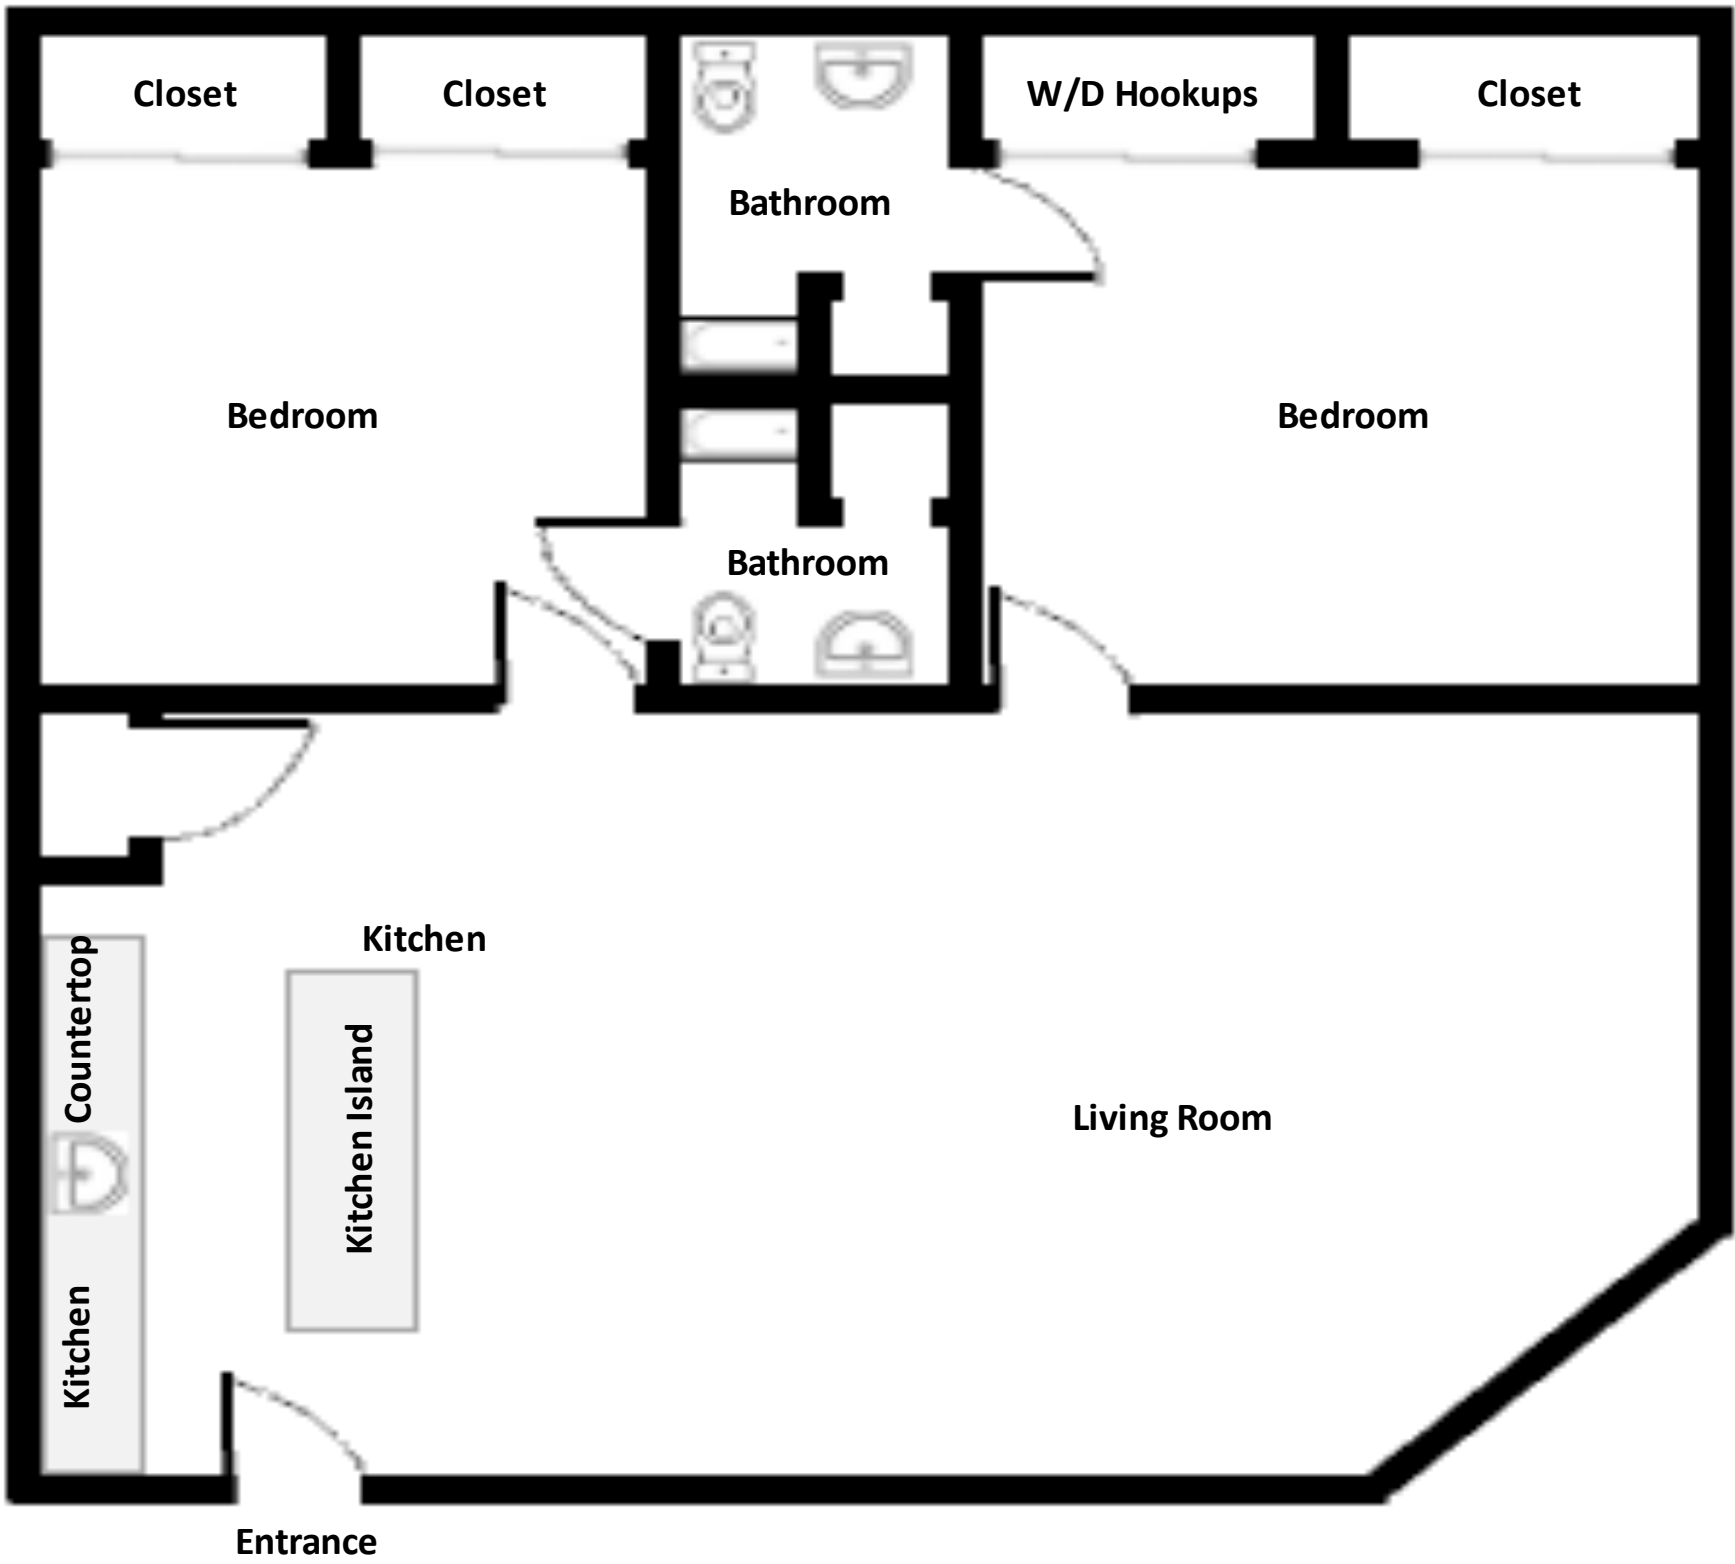 Closet
Closet
W/D Hookups
Closet
Bathroom
Bedroom
Bedroom
Bathroom
Kitchen
Kitchen Countertop
Kitchen Island
Living Room
Entrance